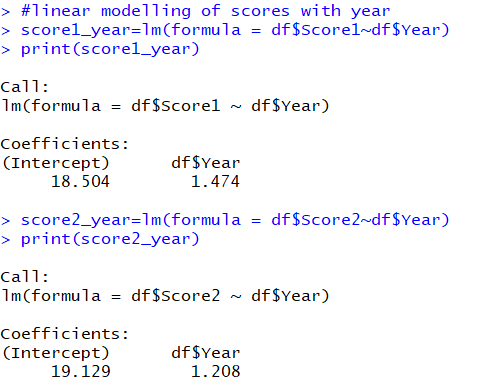 > #linear modelling of scores with year
> score1_year=lm(formula = df$Score1~df$Year)
> print(score1_year)
Call:
lm(formula = df$Score1 ~ df$Year)
Coefficients:
(Intercept)      df$Year
     18.504        1.474
> score2_year=lm(formula = df$Score2~df$Year)
> print(score2_year)
Call:
lm(formula = df$Score2 ~ df$Year)
Coefficients:
(Intercept)      df$Year
     19.129        1.208